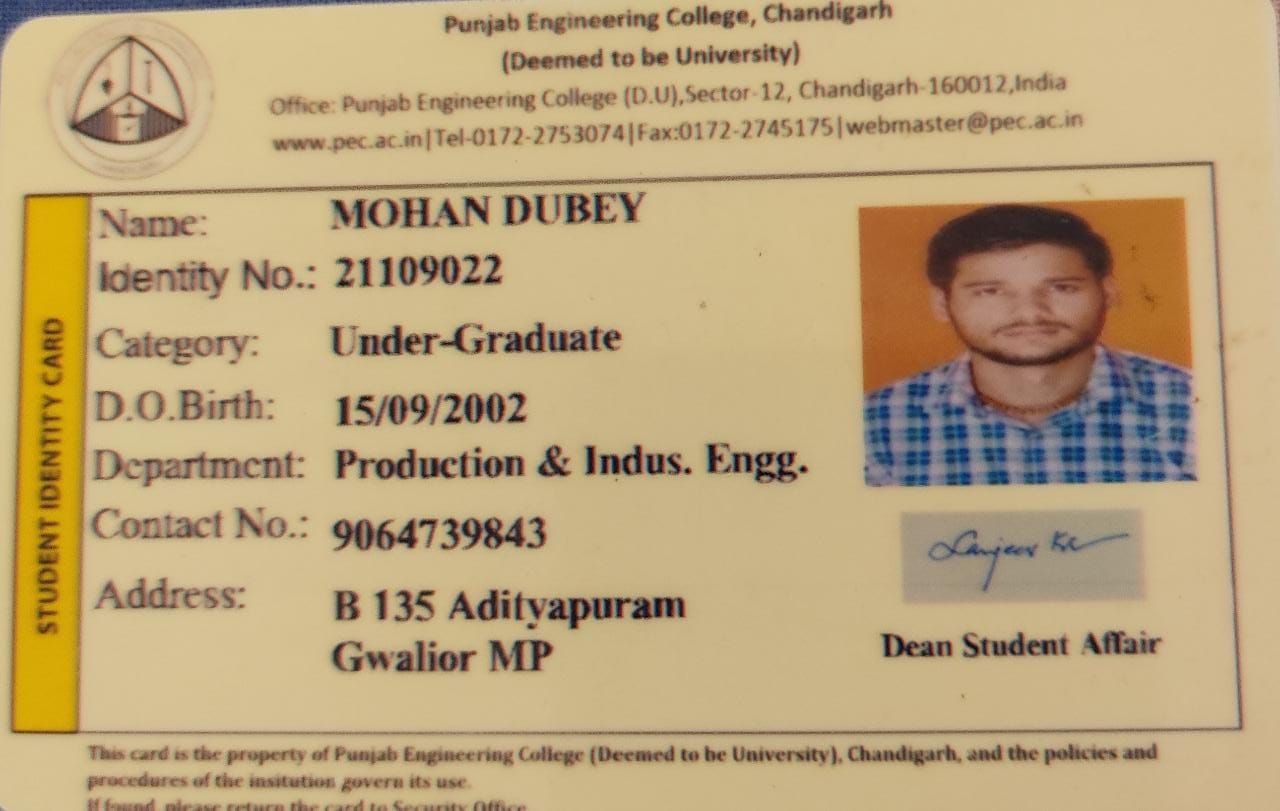 Punjab Engineering College, Chandigarh
(Deemed to be University)
Office: Punjab Engineering College (D.U),Sector-12, Chandigarh-160012,India
www.pec.ac.in|Tel-0172-2753074|Fax:0172-2745175|webmaster@pec.ac.in
STUDENT IDENTITY CARD
Name: MOHAN DUBEY
Identity No.: 21109022
Category: Under-Graduate
D.O.Birth: 15/09/2002
Department: Production & Indus. Engg.
Contact No.: 9064739843
Address: B 135 Adityapuram
Gwalior MP
Dean Student Affair
This card is the property of Punjab Engineering College (Deemed to be University), Chandigarh, and the policies and
procedures of the insitution govern its use.
If found, please return the card to Security Office